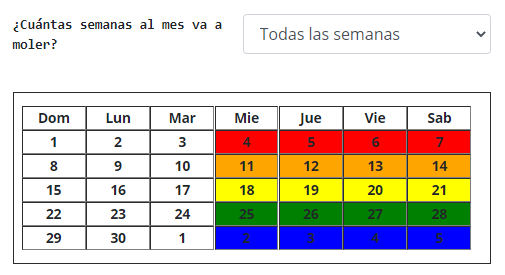 ¿Cuántas semanas al mes va a
moler?
Todas las semanas
Dom Lun Mar Mie Jue Vie Sab
1 2 3 4 5 6 7
8 9 10 11 12 13 14
15 16 17 18 19 20 21
22 23 24 25 26 27 28
29 30 1 2 3 4 5